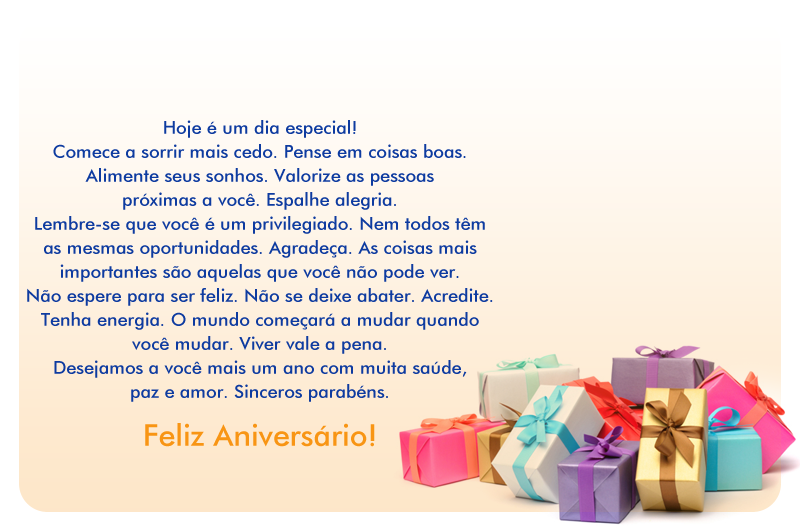 Hoje é um dia especial!
Comece a sorrir mais cedo. Pense em coisas boas.
Alimente seus sonhos. Valorize as pessoas
próximas a você. Espalhe alegria.
Lembre-se que você é um privilegiado. Nem todos têm
as mesmas oportunidades. Agradeça. As coisas mais
importantes são aquelas que você não pode ver.
Não espere para ser feliz. Não se deixe abater. Acredite.
Tenha energia. O mundo começará a mudar quando
você mudar. Viver vale a pena.
Desejamos a você mais um ano com muita saúde,
paz e amor. Sinceros parabéns.
Feliz Aniversário!